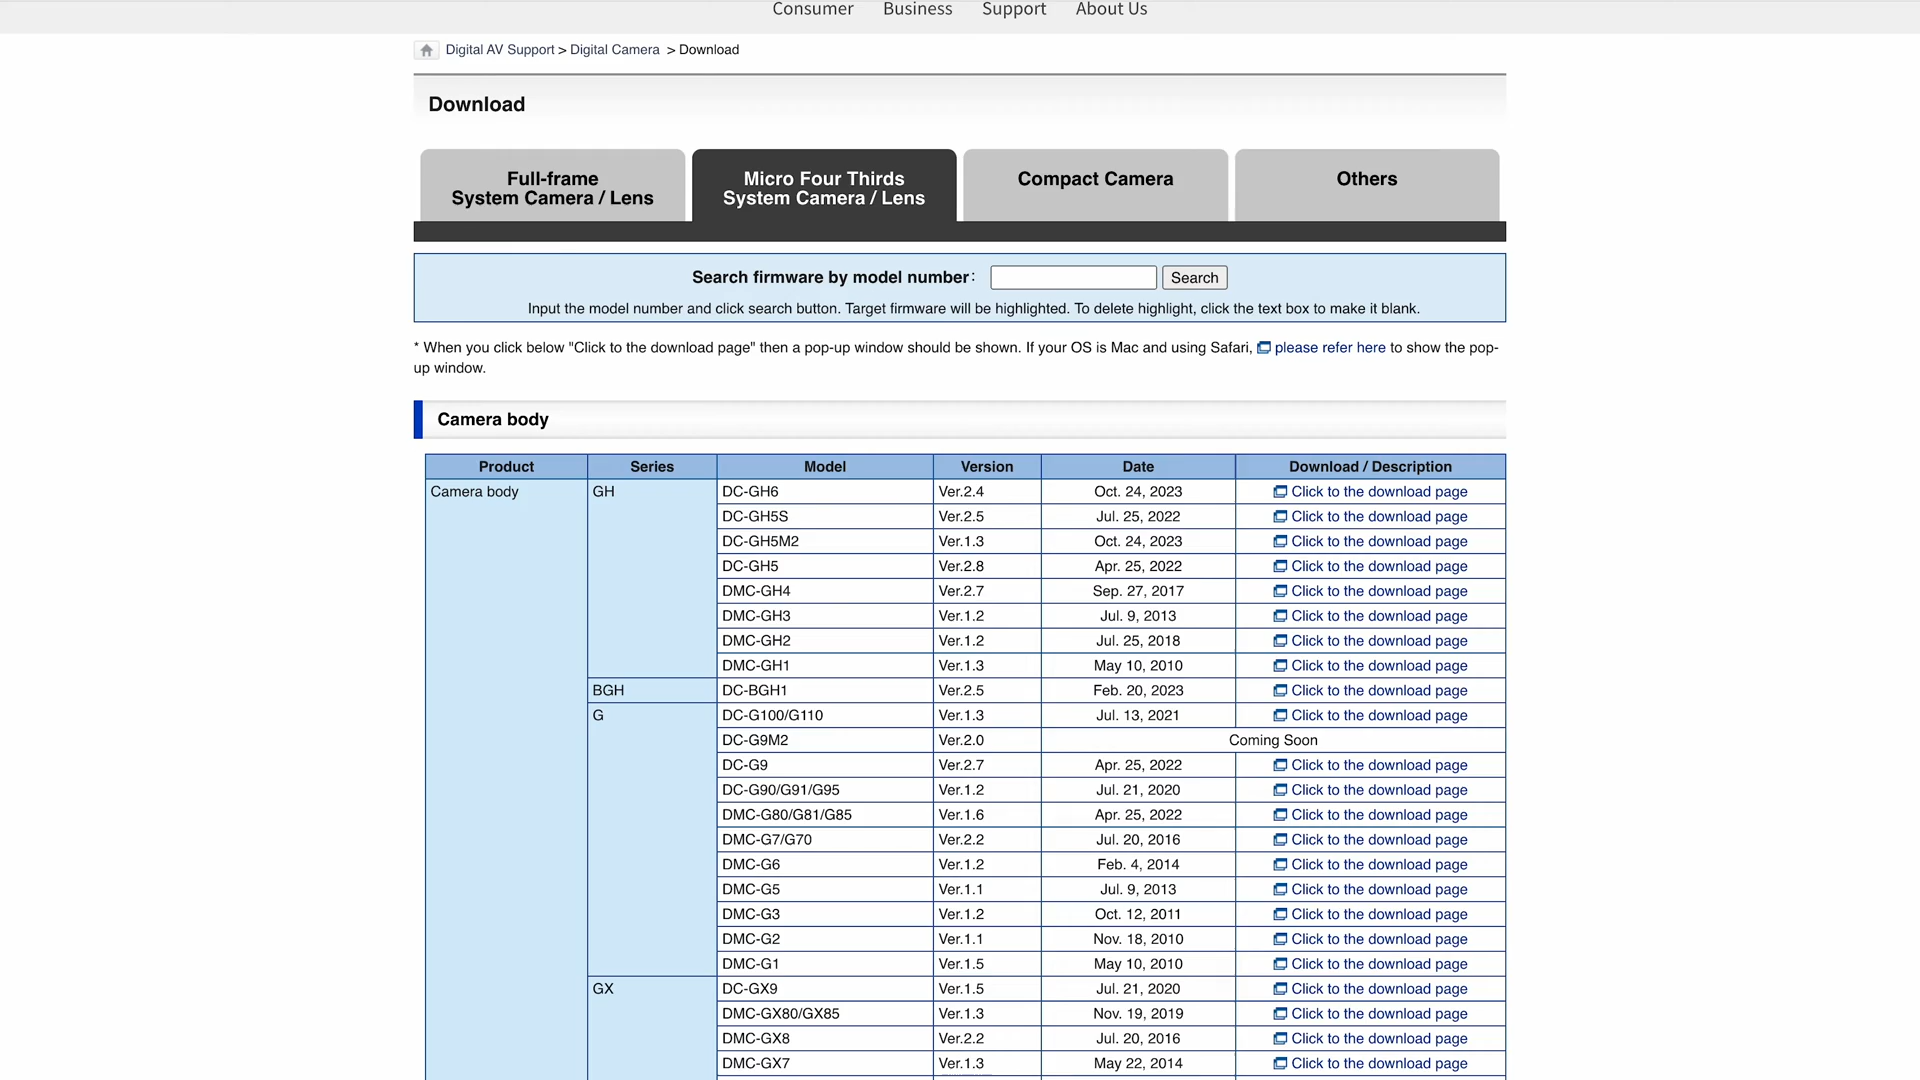 Consumer Business Support About Us
Digital AV Support > Digital Camera > Download
Download
Full-frame
System Camera / Lens
Micro Four Thirds
System Camera / Lens
Compact Camera
Others
Search firmware by model number: Search
Input the model number and click search button. Target firmware will be highlighted. To delete highlight, click the text box to make it blank.
* When you click below "Click to the download page" then a pop-up window should be shown. If your OS is Mac and using Safari, please refer here to show the pop-
up window.
Camera body
Product Series Model Version Date Download / Description
Camera body GH DC-GH6 Ver.2.4 Oct. 24, 2023 Click to the download page
DC-GH5S Ver.2.5 Jul. 25, 2022 Click to the download page
DC-GH5M2 Ver.1.3 Oct. 24, 2023 Click to the download page
DC-GH5 Ver.2.8 Apr. 25, 2022 Click to the download page
DMC-GH4 Ver.2.7 Sep. 27, 2017 Click to the download page
DMC-GH3 Ver.1.2 Jul. 9, 2013 Click to the download page
DMC-GH2 Ver.1.2 Jul. 25, 2018 Click to the download page
DMC-GH1 Ver.1.3 May 10, 2010 Click to the download page
BGH DC-BGH1 Ver.2.5 Feb. 20, 2023 Click to the download page
G DC-G100/G110 Ver.1.3 Jul. 13, 2021 Click to the download page
DC-G9M2 Ver.2.0 Coming Soon
DC-G9 Ver.2.7 Apr. 25, 2022 Click to the download page
DC-G90/G91/G95 Ver.1.2 Jul. 21, 2020 Click to the download page
DMC-G80/G81/G85 Ver.1.6 Apr. 25, 2022 Click to the download page
DMC-G7/G70 Ver.2.2 Jul. 20, 2016 Click to the download page
DMC-G6 Ver.1.2 Feb. 4, 2014 Click to the download page
DMC-G5 Ver.1.1 Jul. 9, 2013 Click to the download page
DMC-G3 Ver.1.2 Oct. 12, 2011 Click to the download page
DMC-G2 Ver.1.1 Nov. 18, 2010 Click to the download page
DMC-G1 Ver.1.5 May 10, 2010 Click to the download page
GX DC-GX9 Ver.1.5 Jul. 21, 2020 Click to the download page
DMC-GX80/GX85 Ver.1.3 Nov. 19, 2019 Click to the download page
DMC-GX8 Ver.2.2 Jul. 20, 2016 Click to the download page
DMC-GX7 Ver.1.3 May 22, 2014 Click to the download page